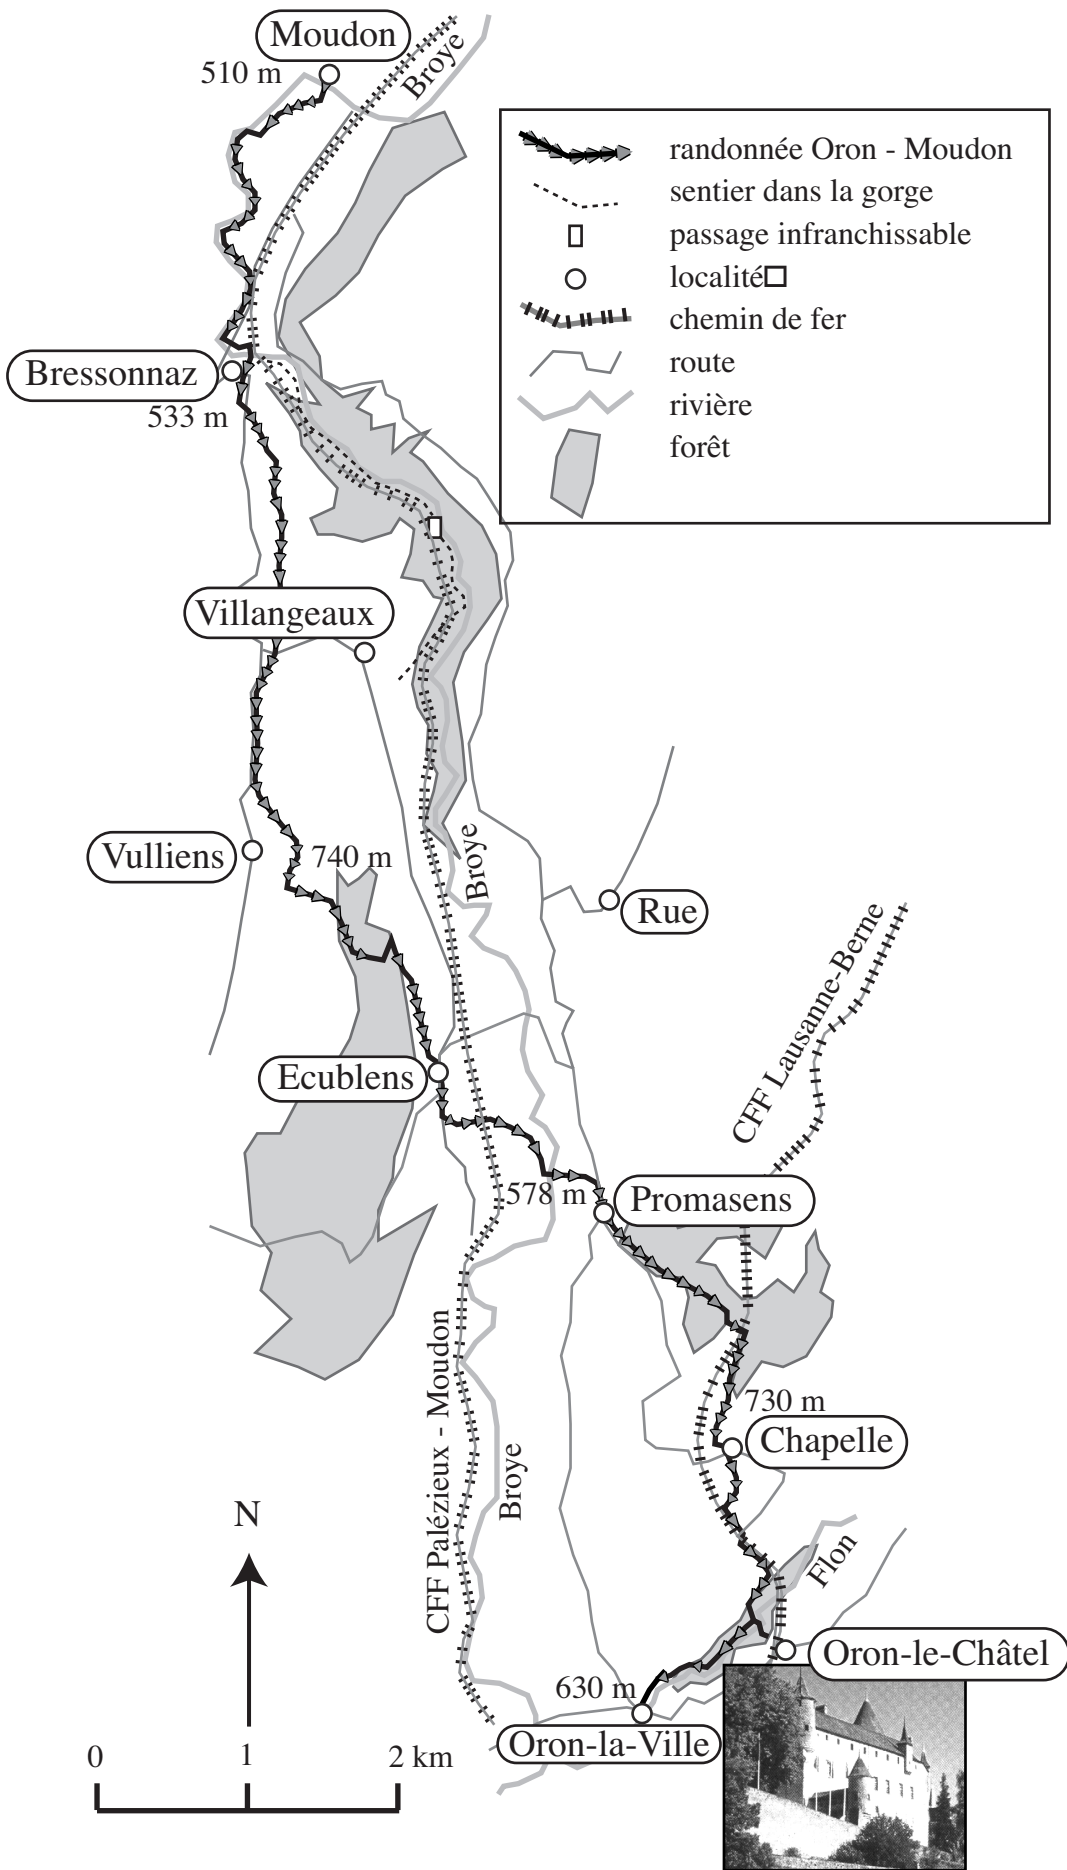 Moudon
510 m
Broye
randonnée Oron - Moudon
sentier dans la gorge
passage infranchissable
localité
chemin de fer
route
rivière
forêt
Bressonnaz
533 m
Villangeaux
Vulliens
740 m
Broye
Rue
CFF Lausanne-Berne
Ecublens
578 m
Promasens
CFF Palézieux - Moudon
730 m
Chapelle
Broye
N
Flon
Oron-le-Châtel
630 m
Oron-la-Ville
0 1 2 km